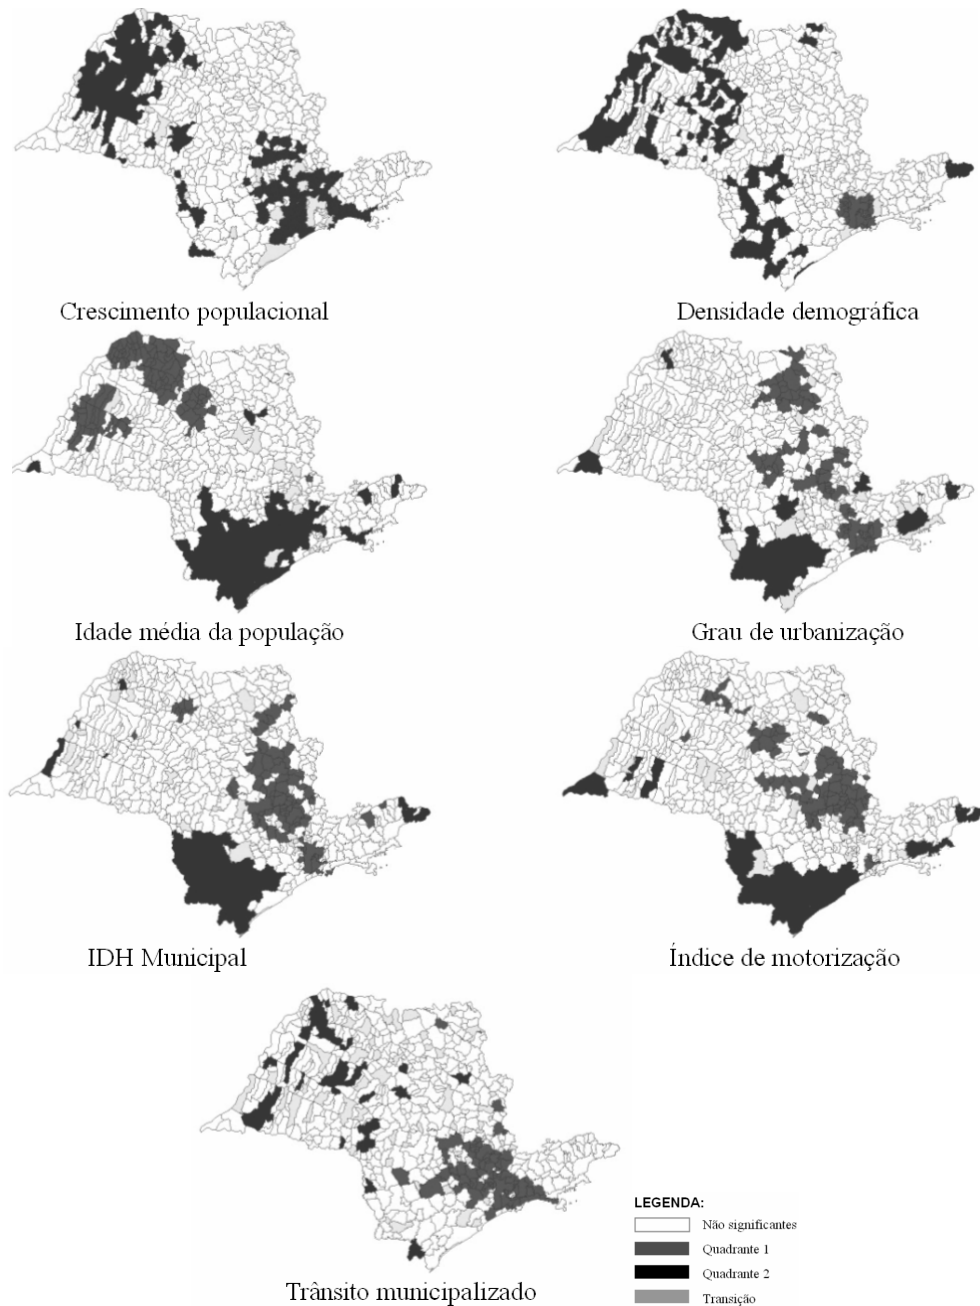 Crescimento populacional
Densidade demográfica
Idade média da população
Grau de urbanização
IDH Municipal
Índice de motorização
Trânsito municipalizado
LEGENDA:
Não significantes
Quadrante 1
Quadrante 2
Transição